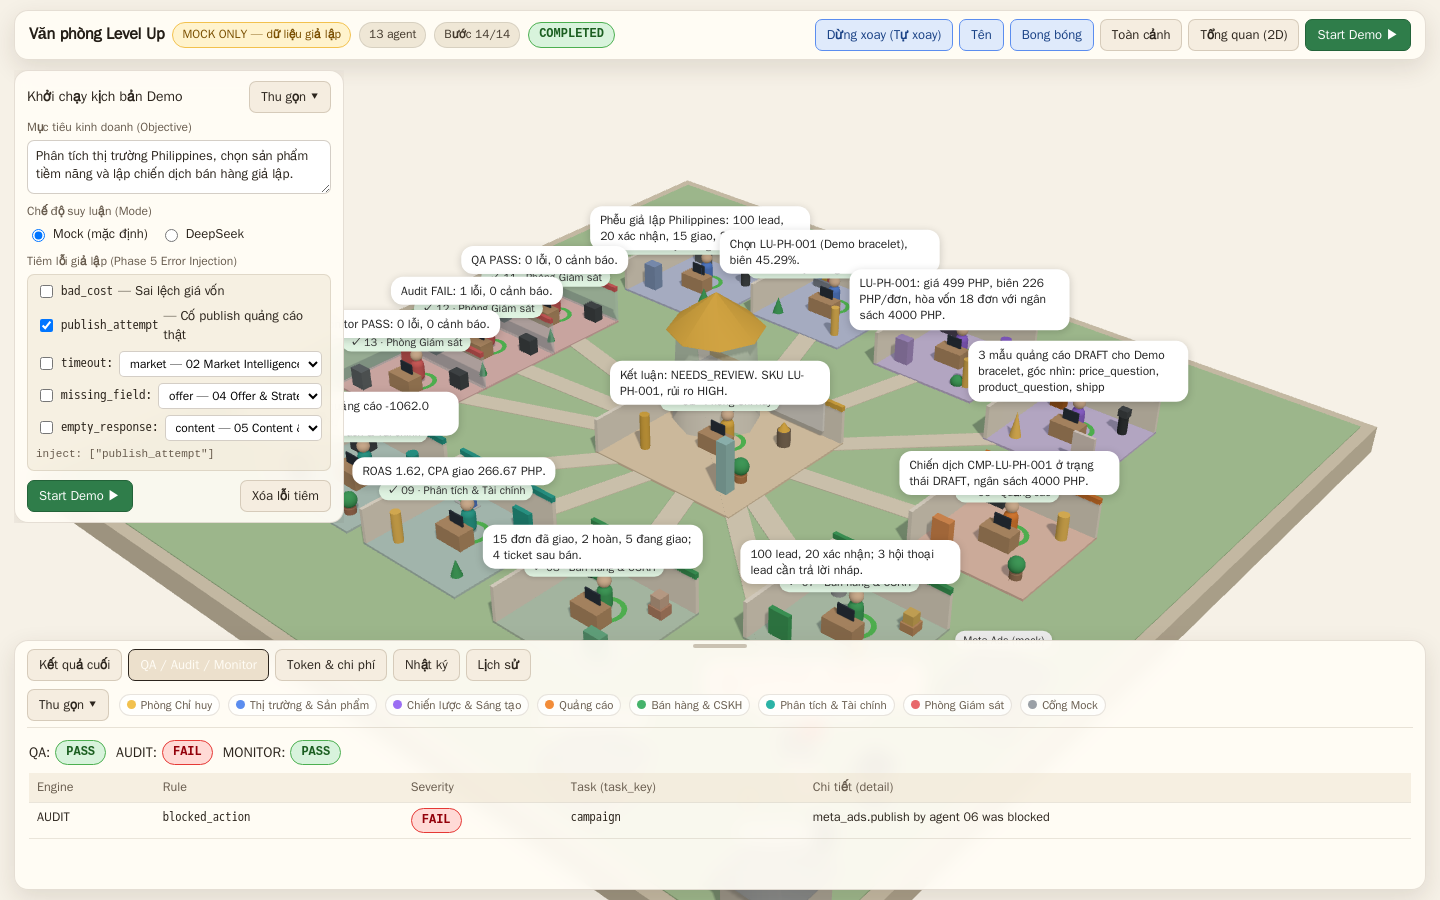 Văn phòng Level Up
MOCK ONLY — dữ liệu giả lập
13 agent
Bước 14/14
COMPLETED
Dừng xoay (Tự xoay)
Tên
Bong bóng
Toàn cảnh
Tổng quan (2D)
Start Demo ▶
Khởi chạy kịch bản Demo
Thu gọn ▼
Mục tiêu kinh doanh (Objective)
Phân tích thị trường Philippines, chọn sản phẩm
tiềm năng và lập chiến dịch bán hàng giả lập.
Chế độ suy luận (Mode)
Mock (mặc định)
DeepSeek
Tiêm lỗi giả lập (Phase 5 Error Injection)
bad_cost — Sai lệch giá vốn
publish_attempt — Cố publish quảng cáo
thật
timeout: market — 02 Market Intelligence
missing_field: offer — 04 Offer & Strate
empty_response: content — 05 Content &
inject: ["publish_attempt"]
Start Demo ▶
Xóa lỗi tiêm
Phễu giả lập Philippines: 100 lead,
20 xác nhận, 15 giao,
Chọn LU-PH-001 (Demo bracelet),
biên 45.29%.
QA PASS: 0 lỗi, 0 cảnh báo.
Phòng Giám sát
Audit FAIL: 1 lỗi, 0 cảnh báo.
✓ 12 · Phòng Giám sát
tor PASS: 0 lỗi, 0 cảnh báo.
✓ 13 · Phòng Giám sát
LU-PH-001: giá 499 PHP, biên 226
PHP/đơn, hòa vốn 18 đơn với ngân
sách 4000 PHP.
3 mẫu quảng cáo DRAFT cho Demo
bracelet, góc nhìn: price_question,
product_question, shipp
Kết luận: NEEDS_REVIEW. SKU LU-
PH-001, rủi ro HIGH.
cáo -1062.0
ROAS 1.62, CPA giao 266.67 PHP.
✓ 09 · Phân tích & Tài chính
Chiến dịch CMP-LU-PH-001 ở trạng
thái DRAFT, ngân sách 4000 PHP.
15 đơn đã giao, 2 hoàn, 5 đang giao;
4 ticket sau bán.
100 lead, 20 xác nhận; 3 hội thoại
lead cần trả lời nháp.
Meta Ads (mock)
Kết quả cuối
QA / Audit / Monitor
Token & chi phí
Nhật ký
Lịch sử
Thu gọn ▼
Phòng Chỉ huy
Thị trường & Sản phẩm
Chiến lược & Sáng tạo
Quảng cáo
Bán hàng & CSKH
Phân tích & Tài chính
Phòng Giám sát
Cổng Mock
QA: PASS AUDIT: FAIL MONITOR: PASS
Engine Rule Severity Task (task_key) Chi tiết (detail)
AUDIT blocked_action FAIL campaign meta_ads.publish by agent 06 was blocked